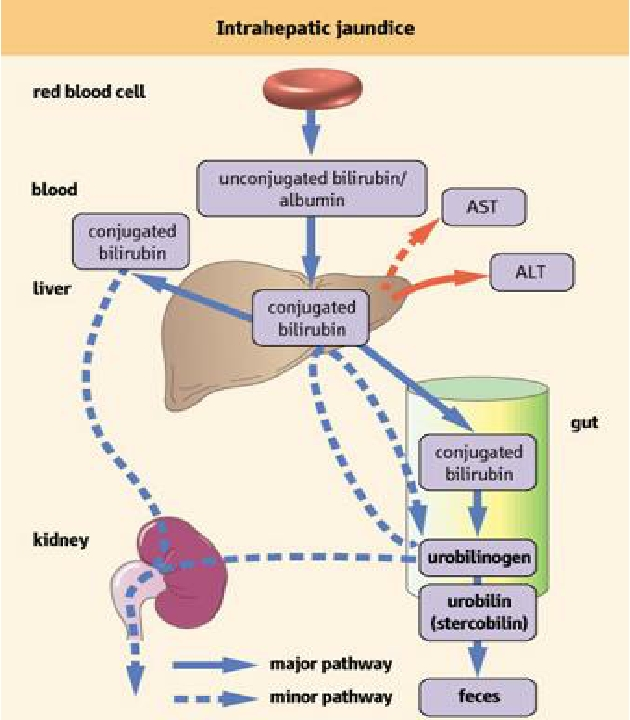 Intrahepatic jaundice
red blood cell
blood
unconjugated bilirubin/
albumin
AST
conjugated
bilirubin
ALT
liver
conjugated
bilirubin
gut
conjugated
bilirubin
kidney
urobilinogen
urobilin
(stercobilin)
major pathway
minor pathway
feces